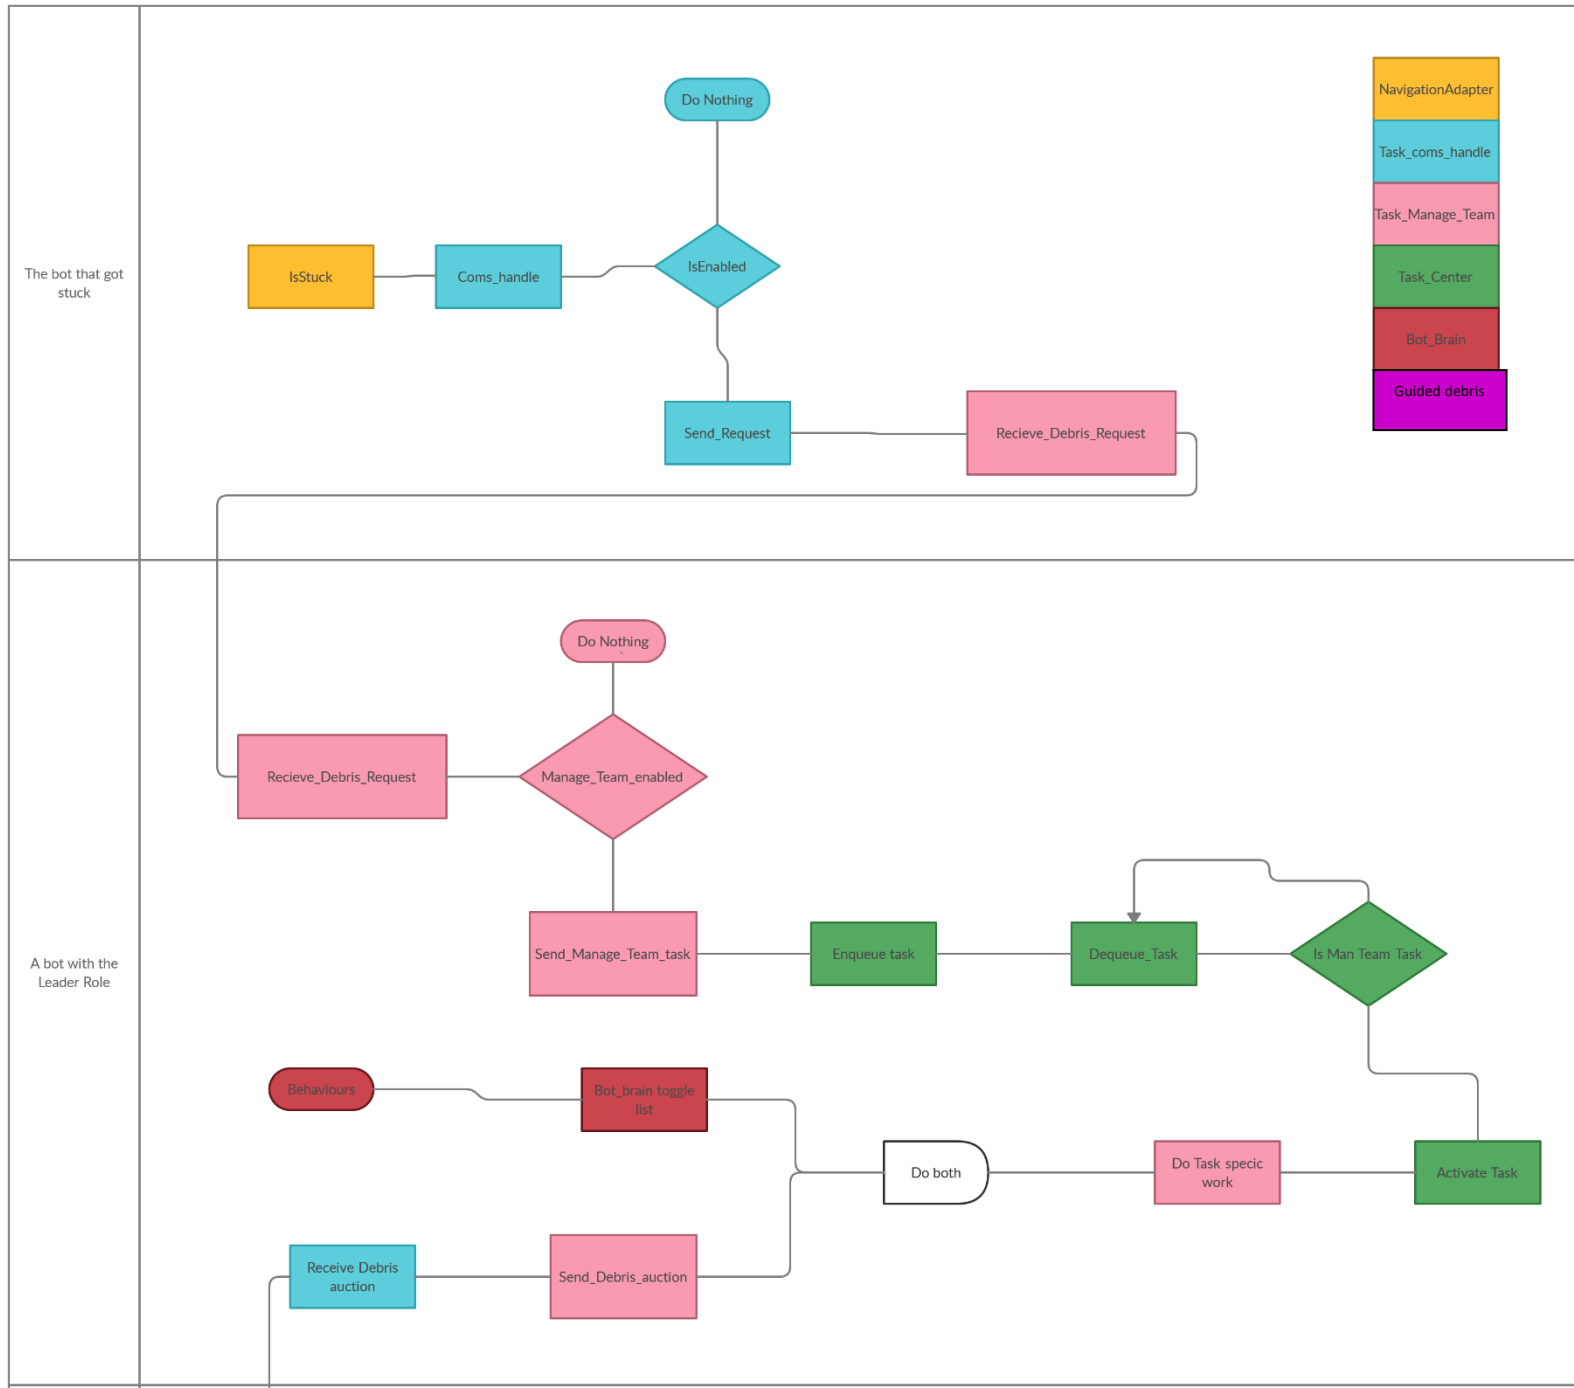 Do Nothing
NavigationAdapter
Task_coms_handle
Task_Manage_Team
Task_Center
Bot_Brain
Guided debris
The bot that got
stuck
IsStuck
Coms_handle
IsEnabled
Send_Request
Recieve_Debris_Request
Do Nothing
Recieve_Debris_Request
Manage_Team_enabled
A bot with the
Leader Role
Send_Manage_Team_task
Enqueue task
Dequeue_Task
Is Man Team Task
Behaviours
Bot_brain toggle
list
Do both
Do Task specic
work
Activate Task
Receive Debris
auction
Send_Debris_auction